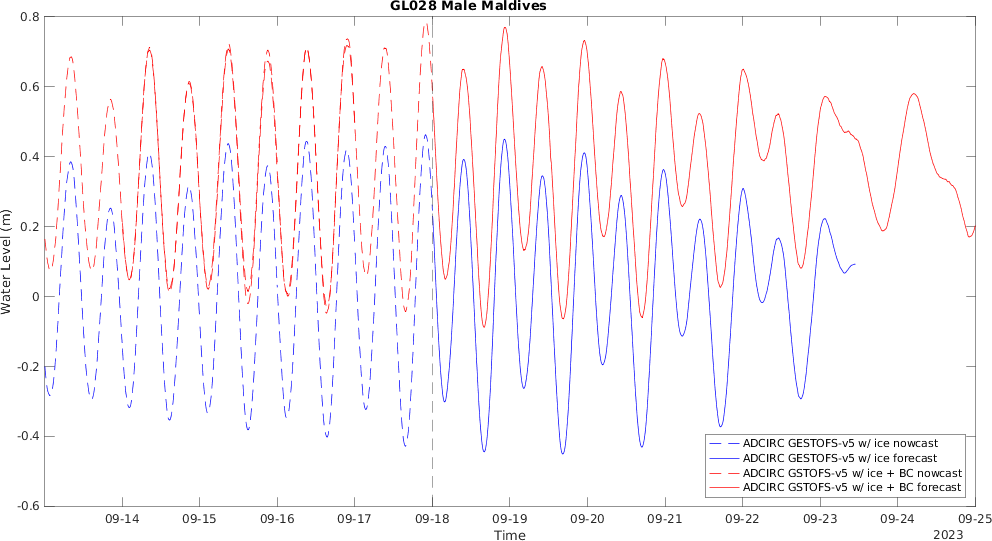 GL028 Male Maldives
Water Level (m)
0.8
0.6
0.4
0.2
0
-0.2
-0.4
-0.6
ADCIRC GESTOFS-v5 w/ ice nowcast
ADCIRC GESTOFS-v5 w/ ice forecast
ADCIRC GSTOFS-v5 w/ ice + BC nowcast
ADCIRC GSTOFS-v5 w/ ice + BC forecast
09-14 09-15 09-16 09-17 09-18 09-19 09-20 09-21 09-22 09-23 09-24 09-25
Time
2023